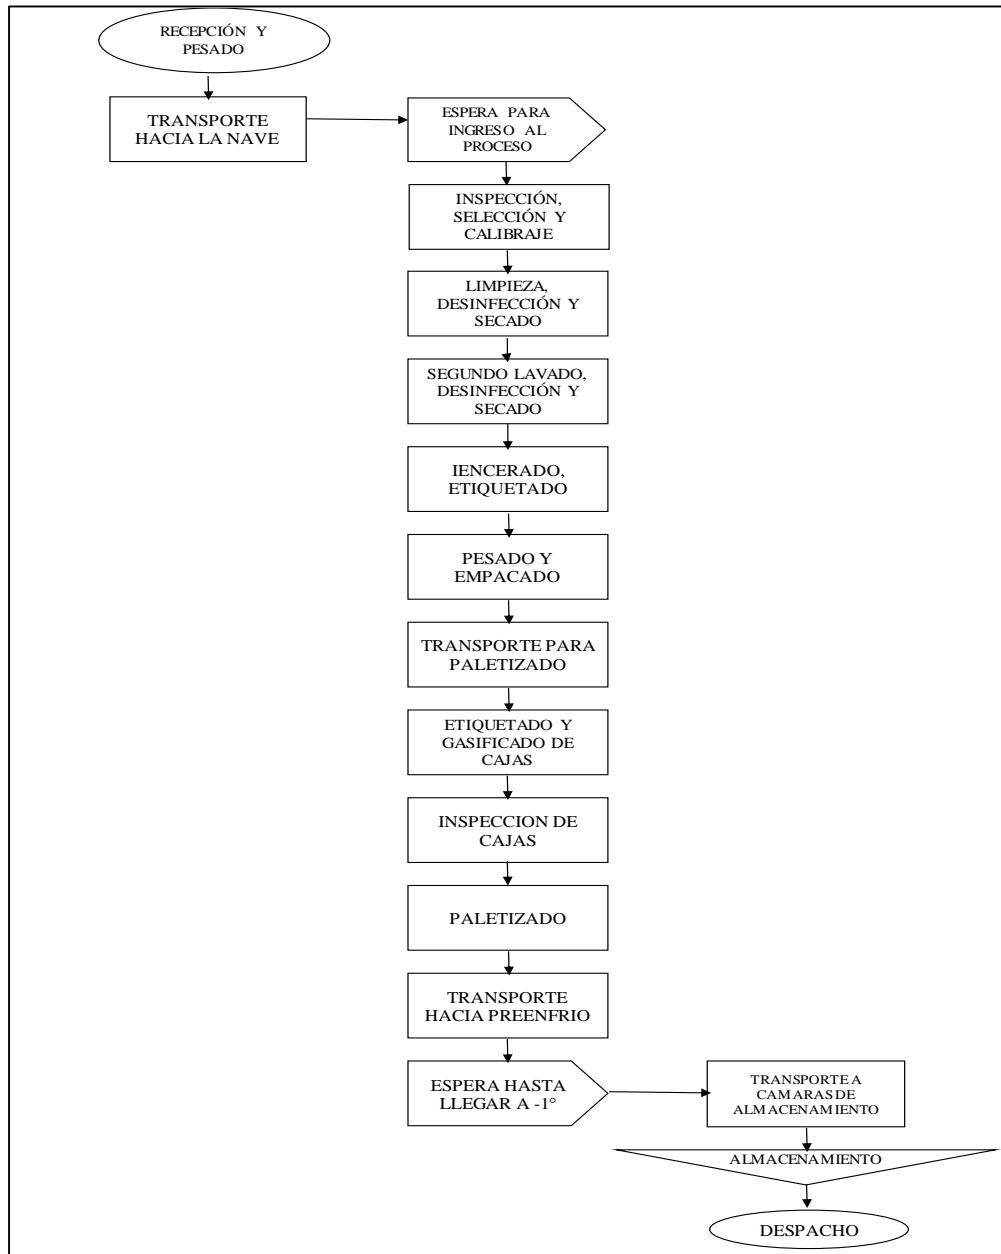 RECEPCIÓN Y
PESADO
TRANSPORTE
HACIA LA NAVE
ESPERA PARA
INGRESO AL
PROCESO
INSPECCIÓN,
SELECCIÓN Y
CALIBRAJE
LIMPIEZA,
DESINFECCIÓN Y
SECADO
SEGUNDO LAVADO,
DESINFECCIÓN Y
SECADO
IENCERADO,
ETIQUETADO
PESADO Y
EMPACADO
TRANSPORTE PARA
PALETIZADO
ETIQUETADO Y
GASIFICADO DE
CAJAS
INSPECCION DE
CAJAS
PALETIZADO
TRANSPORTE
HACIA PREENFRIO
ESPERA HASTA
LLEGAR A -1°
TRANSPORTE A
CAMARAS DE
ALMACENAMIENTO
ALMACENAMIENTO
DESPACHO